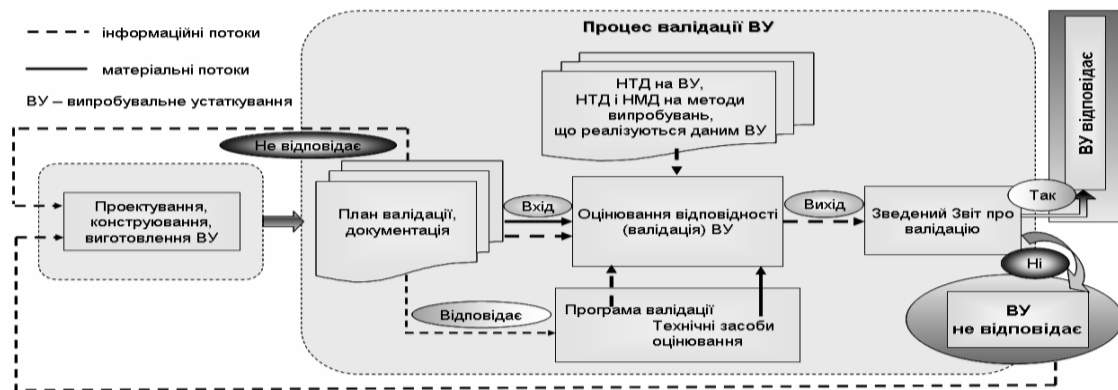 Процес валідації ВУ
інформаційні потоки
матеріальні потоки
ВУ – випробувальне устаткування
НТД на ВУ,
НТД і НМД на методи
випробувань,
що реалізуються даним ВУ
ВУ відповідає
Не відповідає
Проектування,
конструювання,
виготовлення ВУ
План валідації,
документація
Вхід
Оцінювання відповідності
(валідація) ВУ
Вихід
Зведений Звіт про
валідацію
Так
Ні
Відповідає
Програма валідації
Технічні засоби
оцінювання
ВУ
не відповідає